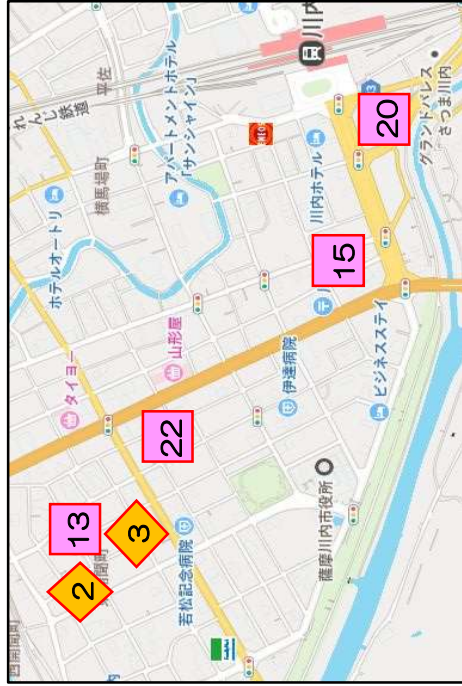 れんじ鉄道
平佐
横馬場町
ホテルオートリ
アパートメントホテル
「サンシャイン」
川内
3
ENEOS
20
グランドパレス
さつま川内
川内ホテル
15
タイヨー
山形屋
伊達病院
ビジネスステイ
22
薩摩川内市役所
13
3
2
若松記念病院